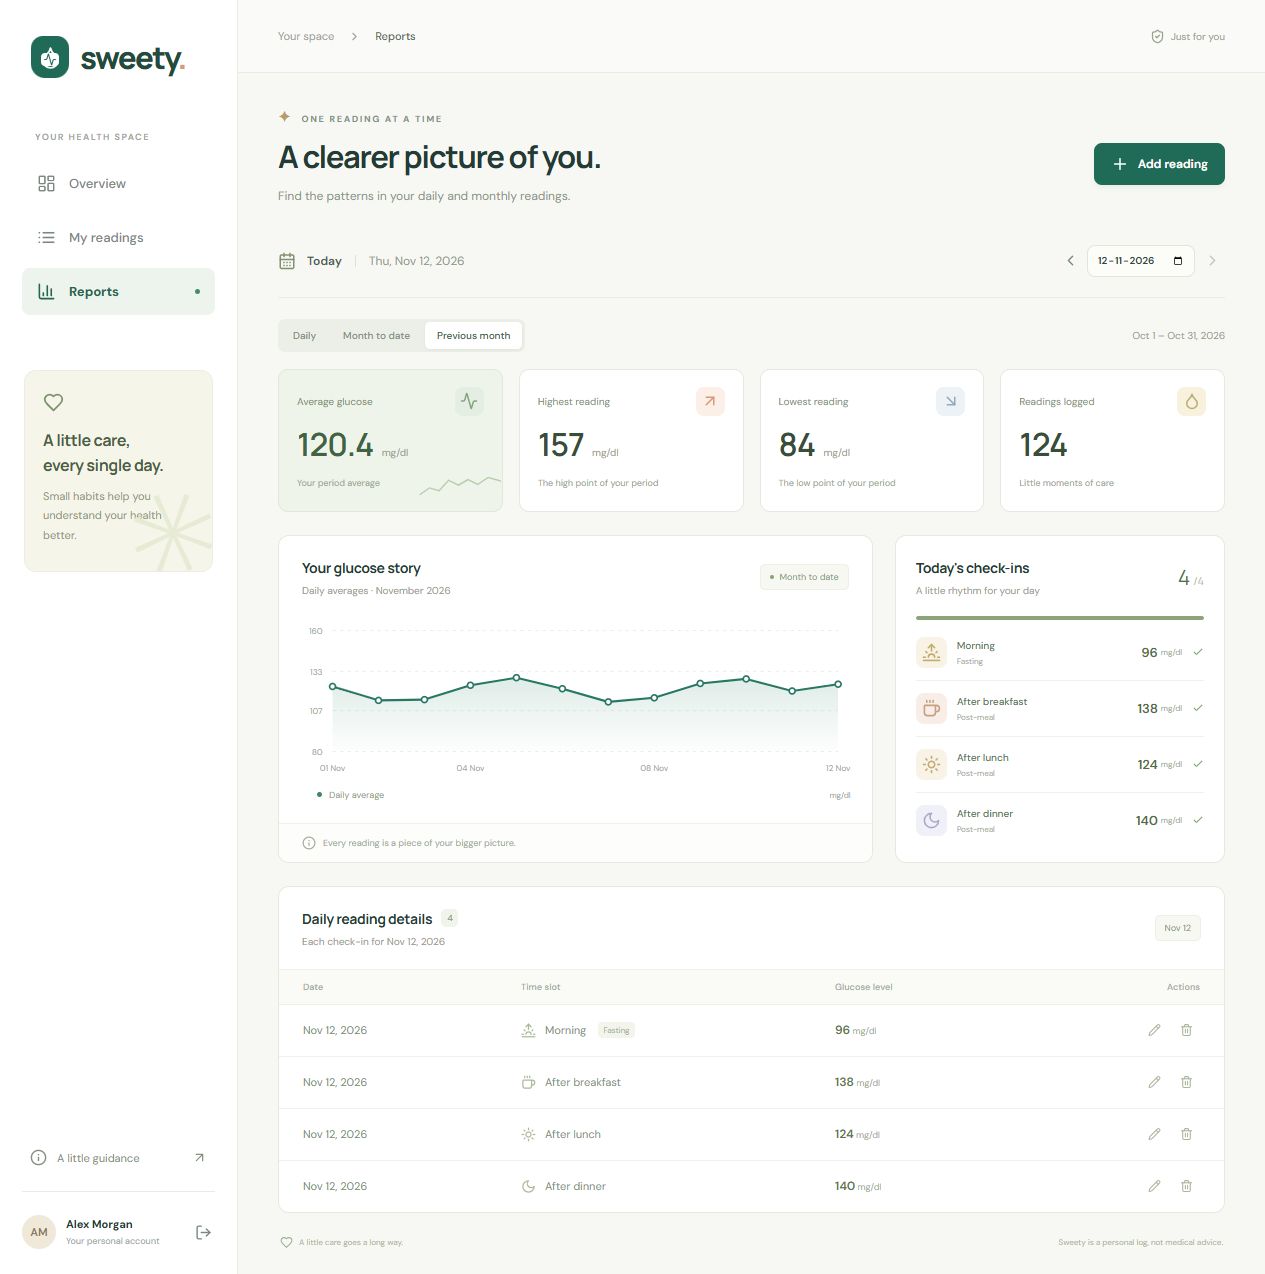 sweety.
YOUR HEALTH SPACE
Overview
My readings
Reports
A little care,
every single day.
Small habits help you
understand your health
better.
A little guidance
AM
Alex Morgan
Your personal account
Your space > Reports
Just for you
ONE READING AT A TIME
A clearer picture of you.
Find the patterns in your daily and monthly readings.
Add reading
Today
Thu, Nov 12, 2026
12-11-2026
Daily
Month to date
Previous month
Oct 1 – Oct 31, 2026
Average glucose
120.4 mg/dl
Your period average
Highest reading
157 mg/dl
The high point of your period
Lowest reading
84 mg/dl
The low point of your period
Readings logged
124
Little moments of care
Your glucose story
Daily averages · November 2026
Month to date
160
133
107
80
01 Nov
04 Nov
08 Nov
12 Nov
Daily average
mg/dl
Every reading is a piece of your bigger picture.
Today's check-ins
A little rhythm for your day
4 /4
Morning
Fasting
96 mg/dl
After breakfast
Post-meal
138 mg/dl
After lunch
Post-meal
124 mg/dl
After dinner
Post-meal
140 mg/dl
Daily reading details 4
Each check-in for Nov 12, 2026
Nov 12
Date Time slot Glucose level Actions
Nov 12, 2026 Morning Fasting 96 mg/dl
Nov 12, 2026 After breakfast 138 mg/dl
Nov 12, 2026 After lunch 124 mg/dl
Nov 12, 2026 After dinner 140 mg/dl
A little care goes a long way.
Sweety is a personal log, not medical advice.